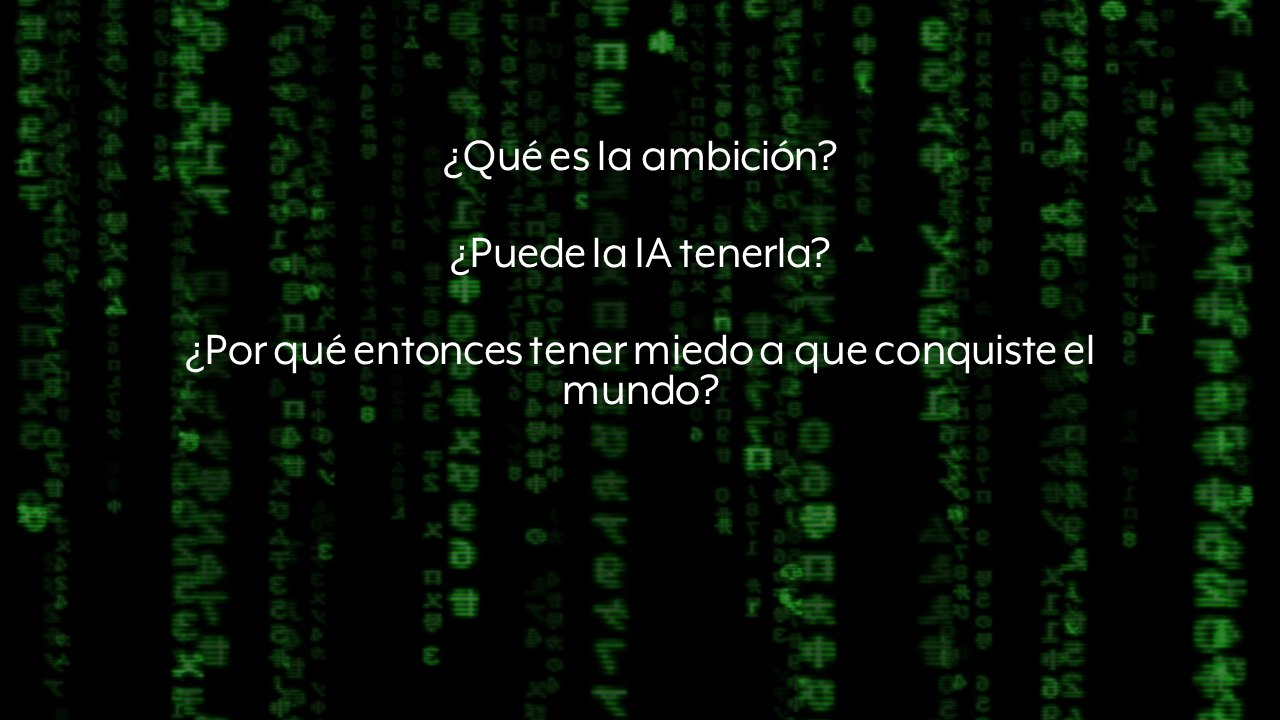 ¿Qué es la ambición?
¿Puede la IA tenerla?
¿Por qué entonces tener miedo a que conquiste el
mundo?